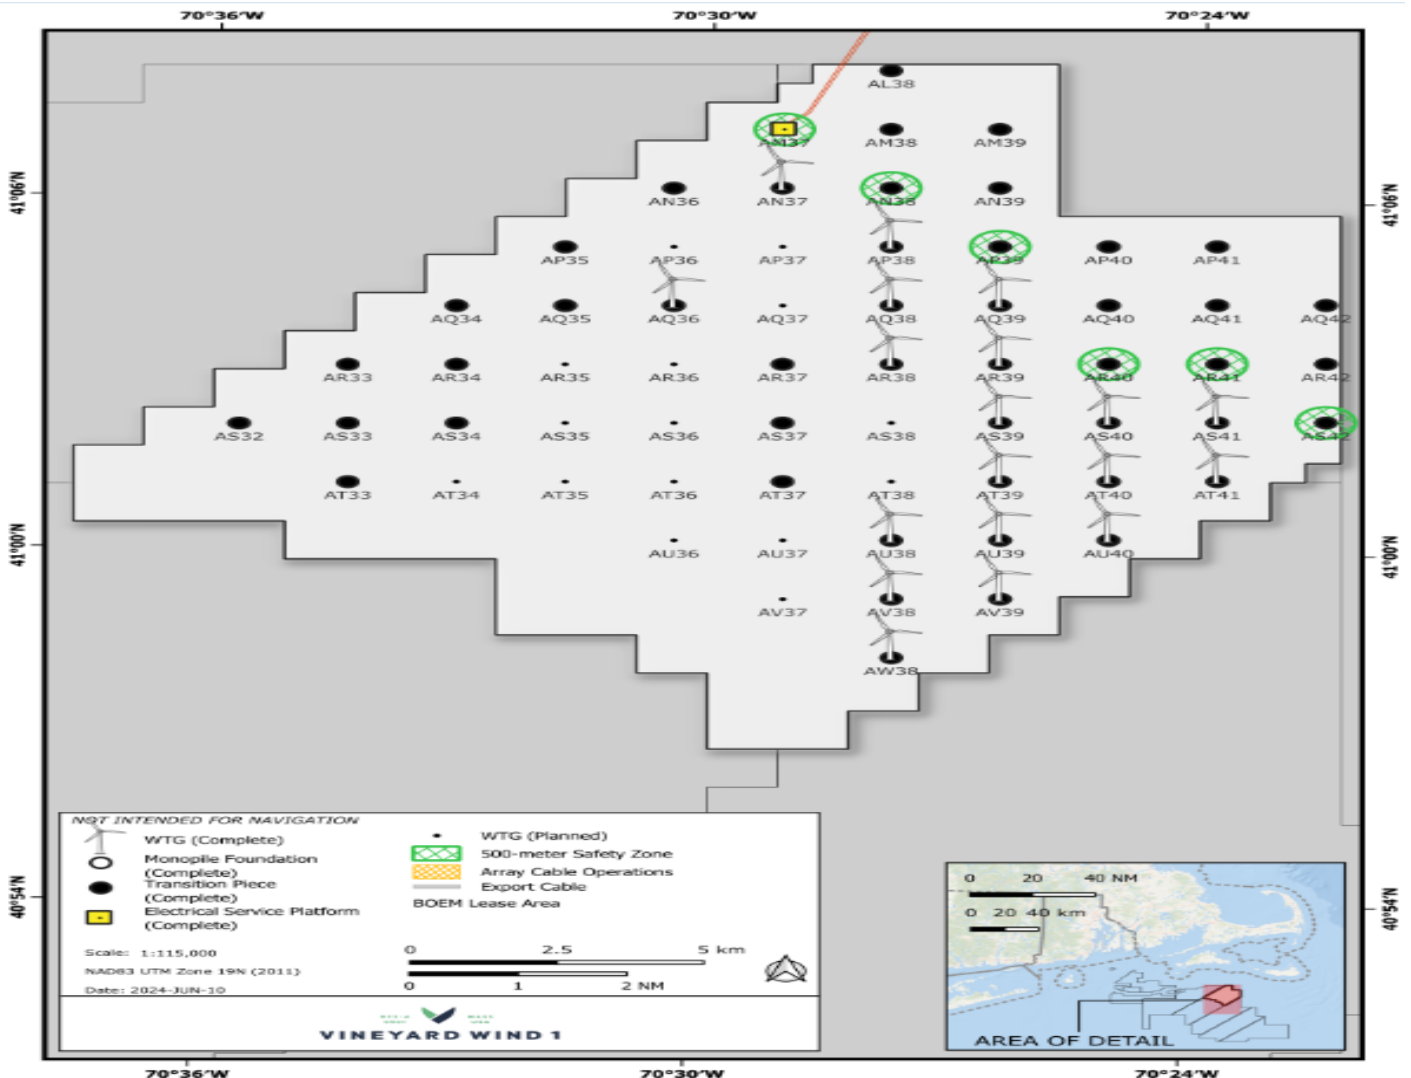 70°36'W 70°30'W 70°24'W
AL38
AM37 AM38 AM39
41°06'N 41°06'N
AN36 AN37 AN38 AN39
AP35 AP36 AP37 AP38 AP39 AP40 AP41
AQ34 AQ35 AQ36 AQ37 AQ38 AQ39 AQ40 AQ41 AQ42
AR33 AR34 AR35 AR36 AR37 AR38 AR39 AR40 AR41 AR42
AS32 AS33 AS34 AS35 AS36 AS37 AS38 AS39 AS40 AS41 AS42
AT33 AT34 AT35 AT36 AT37 AT38 AT39 AT40 AT41
41°00'N 41°00'N
AU36 AU37 AU38 AU39 AU40
AV37 AV38 AV39
AW38
NOT INTENDED FOR NAVIGATION
WTG (Complete)
Monopile Foundation
(Complete)
Transition Piece
(Complete)
Electrical Service Platform
(Complete)
WTG (Planned)
500-meter Safety Zone
Array Cable Operations
Export Cable
BOEM Lease Area
Scale: 1:115,000
NAD83 UTM Zone 19N (2011)
Date: 2024-JUN-10
0 2.5 5 km
0 1 2 NM
VINEYARD WIND 1
40°54'N 40°54'N
0 20 40 NM
0 20 40 km
AREA OF DETAIL
70°36'W 70°30'W 70°24'W